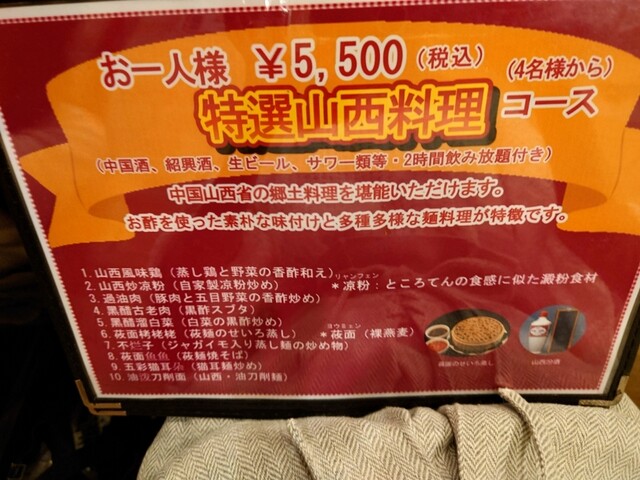 お一人様 ￥5,500(税込) (4名様から)
特選山西料理 コース
(中国酒、紹興酒、生ビール、サワー類等・2時間飲み放題付き)
中国山西省の郷土料理を堪能いただけます。
お酢を使った素朴な味付けと多種多様な麺料理が特徴です。
1. 山西風味鶏 (蒸し鶏と野菜の香酢和え)
2. 山西炒凉粉 (自家製凉粉炒め)
リャンフェン
＊凉粉：ところてんの食感に似た澱粉食材
3. 過油肉 (豚肉と五目野菜の香酢炒め)
4. 黒醋古老肉 (黒酢スブタ)
5. 黒醋溜白菜 (白菜の黒酢炒め)
6. 莜面栲栳栳 (莜麺のせいろ蒸し)
ヨウミェン
＊莜面 (裸燕麦)
7. 不烂子 (ジャガイモ入り蒸し麺の炒め物)
8. 莜面鱼鱼 (莜麺焼そば)
9. 五彩猫耳朵 (猫耳麺炒め)
10. 油泼刀削面 (山西・油刀削麺)
莜麺のせいろ蒸し
山西汾酒